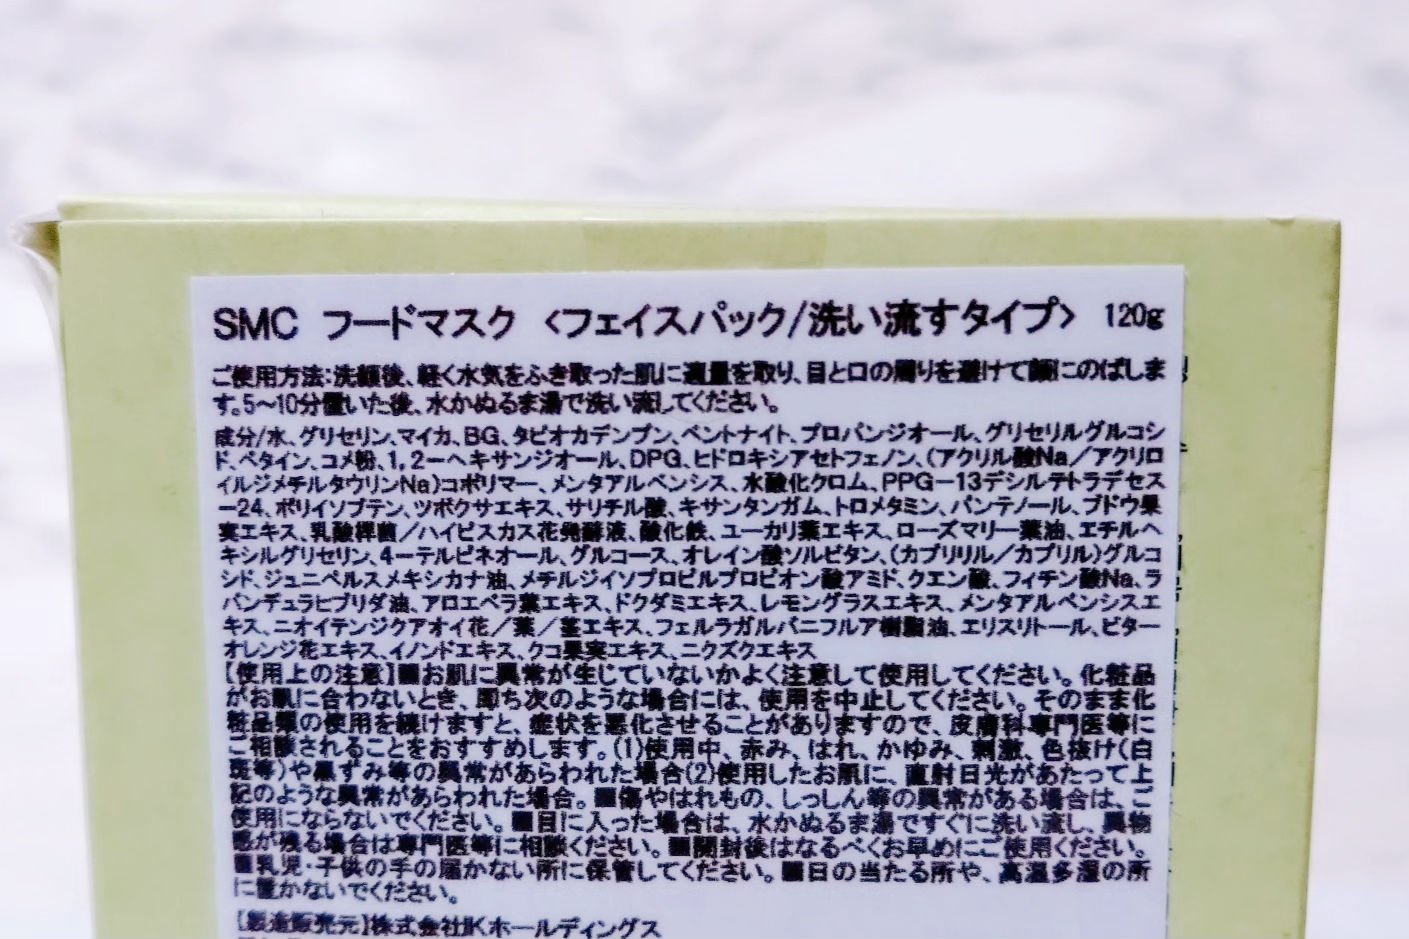 SMC フードマスク <フェイスパック/洗い流すタイプ> 120g
ご使用方法:洗顔後、軽く水気をふき取った肌に適量を取り、目と口の周りを避けて顔にのばしま
す。5~10分置いた後、水かぬるま湯で洗い流してください。
成分/水、グリセリン、マイカ、BG、タピオカデンプン、ベントナイト、プロパンジオール、グリセリルグルコシ
ド、ベタイン、コメ粉、1,2-ヘキサンジオール、DPG、ヒドロキシアセトフェノン、(アクリル酸Na/アクリロ
イルジメチルタウリンNa)コポリマー、メンタアルベンシス、水酸化クロム、PPG-13デシルテトラデセス
-24、ポリイソブテン、ツボクサエキス、サリチル酸、キサンタンガム、トロメタミン、パンテノール、ブドウ果
実エキス、乳酸桿菌/ハイビスカス花発酵液、酸化鉄、ユーカリ葉エキス、ローズマリー葉油、エチルヘ
キシルグリセリン、4-テルピネオール、グルコース、オレイン酸ソルビタン、(カプリリル/カプリル)グルコ
シド、ジュニペルスメキシカナ油、メチルジイソプロピルプロピオン酸アミド、クエン酸、フィチン酸Na、ラ
バンデュラヒブリダ油、アロエベラ葉エキス、ドクダミエキス、レモングラスエキス、メンタアルベンシスエ
キス、ニオイテンジクアオイ花/葉/茎エキス、フェルラガルバニフルア樹脂油、エリスリトール、ビター
オレンジ花エキス、イノンドエキス、クコ果実エキス、ニクズクエキス
【使用上の注意】■お肌に異常が生じていないかよく注意して使用してください。化粧品
がお肌に合わないとき、即ち次のような場合には、使用を中止してください。そのまま化
粧品類の使用を続けますと、症状を悪化させることがありますので、皮膚科専門医等に
ご相談されることをおすすめします。(1)使用中、赤み、はれ、かゆみ、刺激、色抜け(白
斑等)や黒ずみ等の異常があらわれた場合(2)使用したお肌に、直射日光があたって上
記のような異常があらわれた場合。■傷やはれもの、しっしん等の異常がある場合は、ご
使用にならないでください。■目に入った場合は、水かぬるま湯ですぐに洗い流し、異物
感が残る場合は専門医等に相談ください。■開封後はなるべくお早めにご使用ください。
■乳児・子供の手の届かない所に保管してください。■日の当たる所や、高温多湿の所
に置かないでください。
【製造販売元】株式会社IKホールディングス